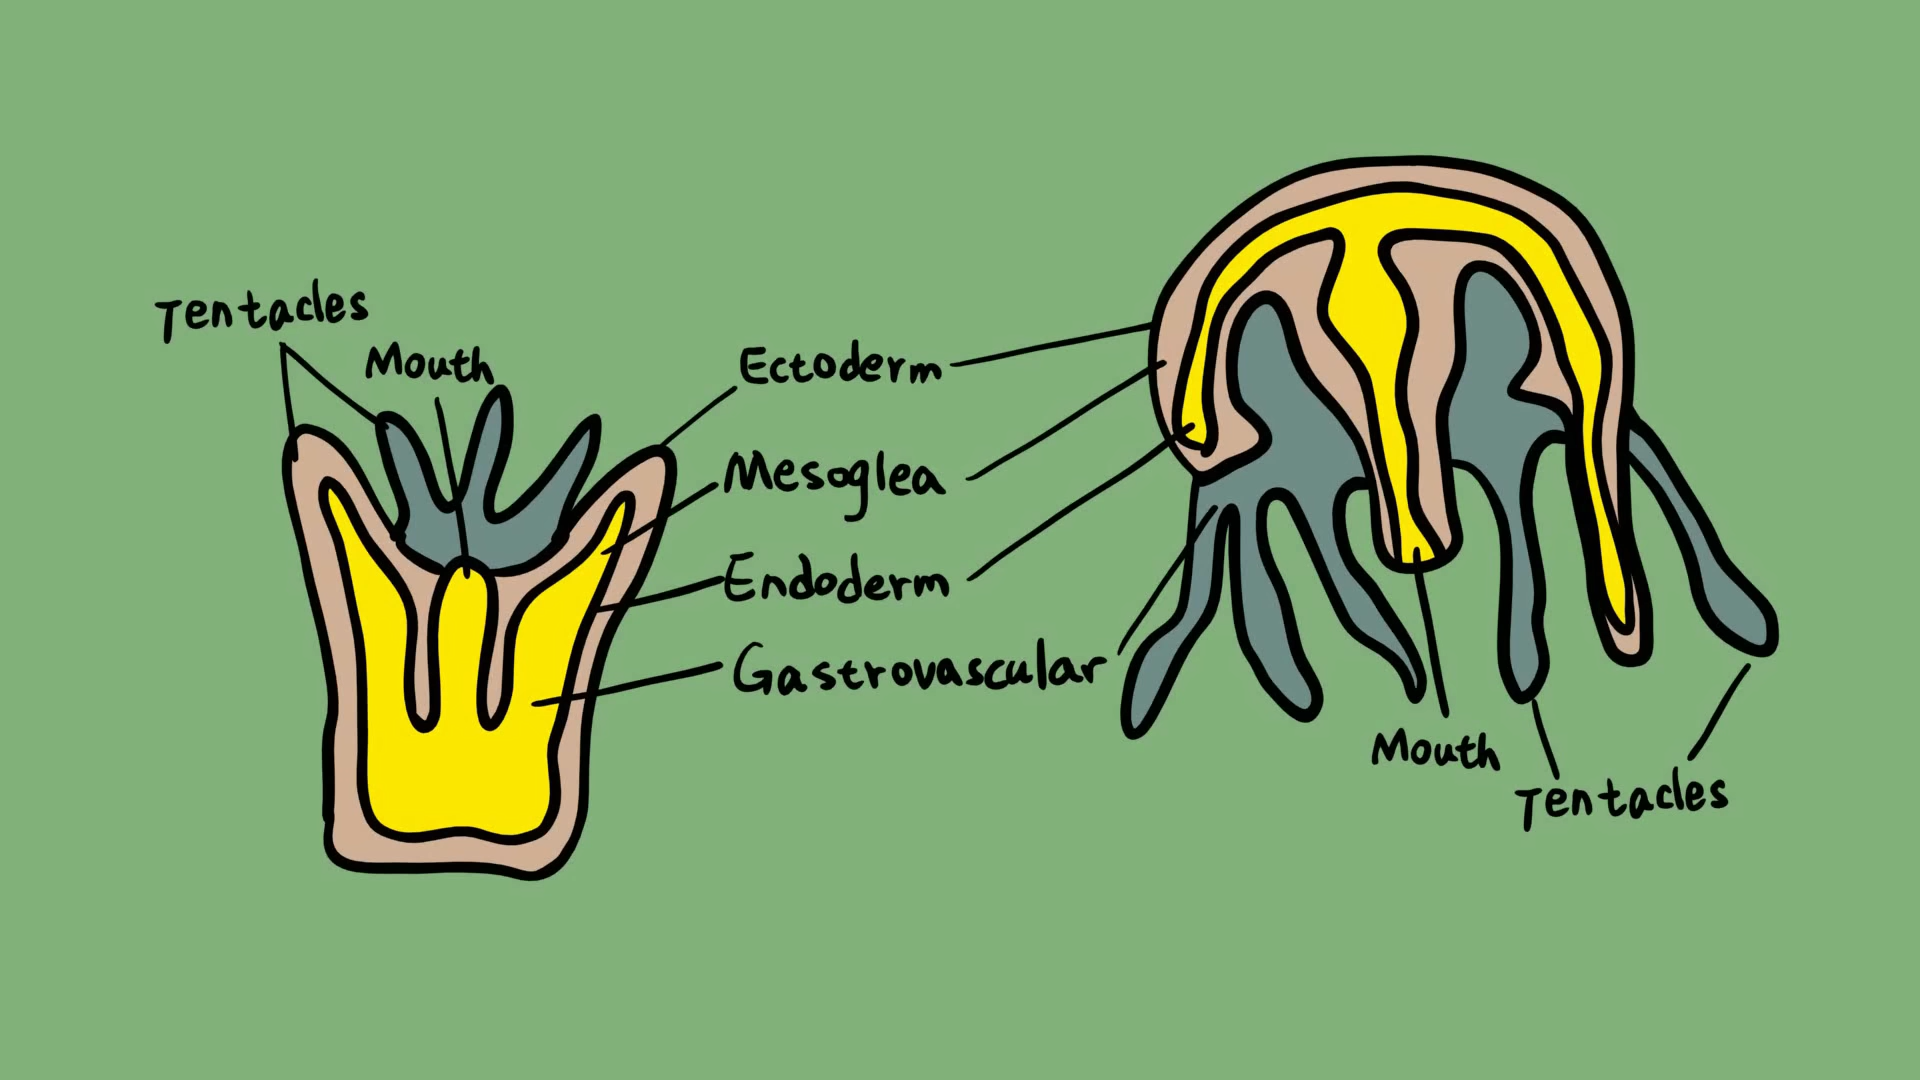 Tentacles
Mouth
Ectoderm
Mesoglea
Endoderm
Gastrovascular
Mouth
Tentacles